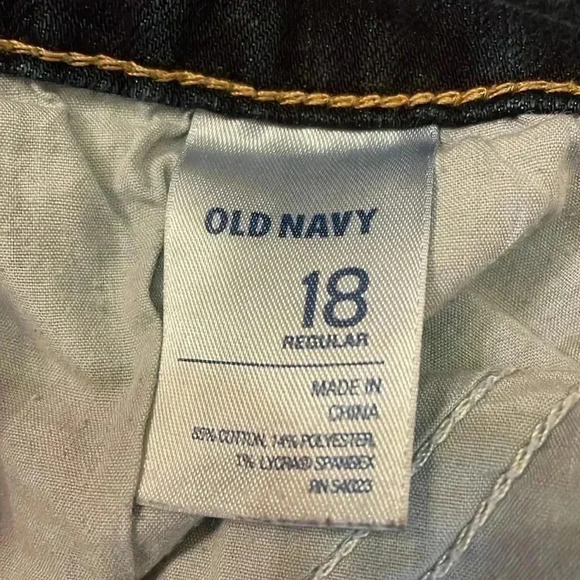 OLD NAVY
18
REGULAR
MADE IN
CHINA
85% COTTON, 14% POLYESTER,
1% LYCRA® SPANDEX
RN 54023